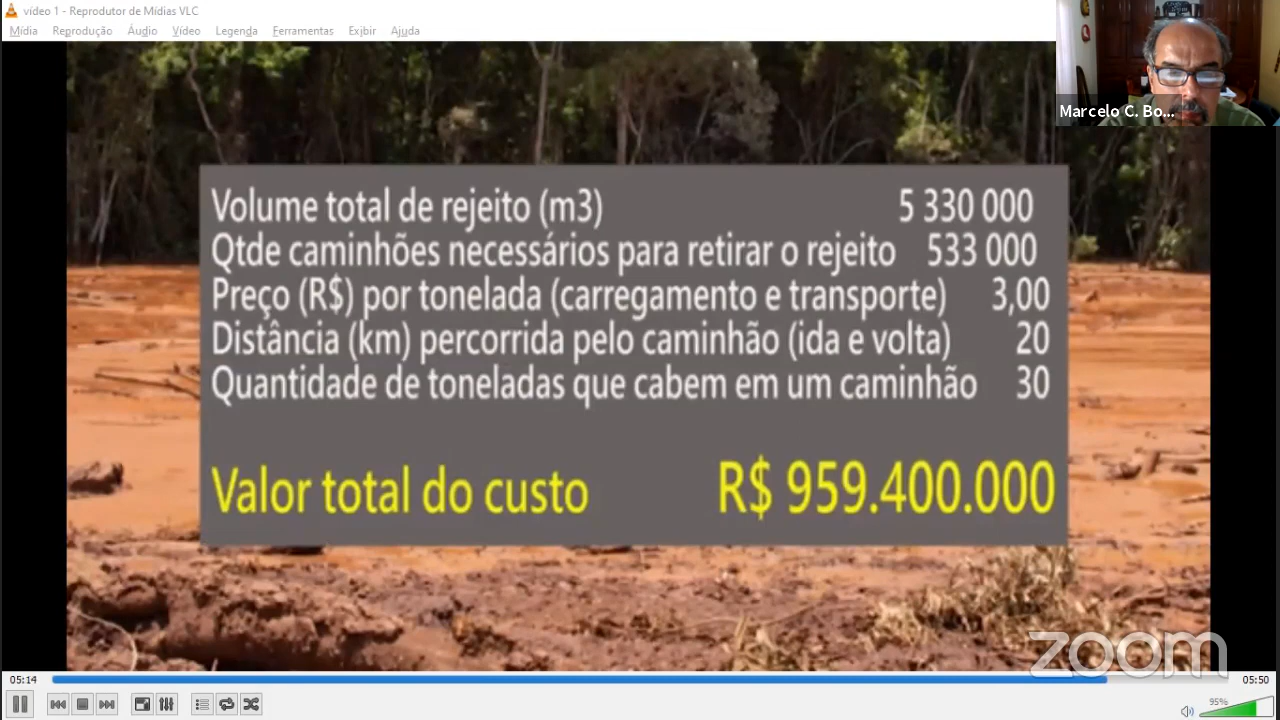 vídeo 1 - Reprodutor de Mídias VLC
Mídia Reprodução Áudio Vídeo Legenda Ferramentas Exibir Ajuda
Marcelo C. Bo...
Volume total de rejeito (m3) 5 330 000
Qtde caminhões necessários para retirar o rejeito 533 000
Preço (R$) por tonelada (carregamento e transporte) 3,00
Distância (km) percorrida pelo caminhão (ida e volta) 20
Quantidade de toneladas que cabem em um caminhão 30
Valor total do custo R$ 959.400.000
zoom
05:14 05:50
95%